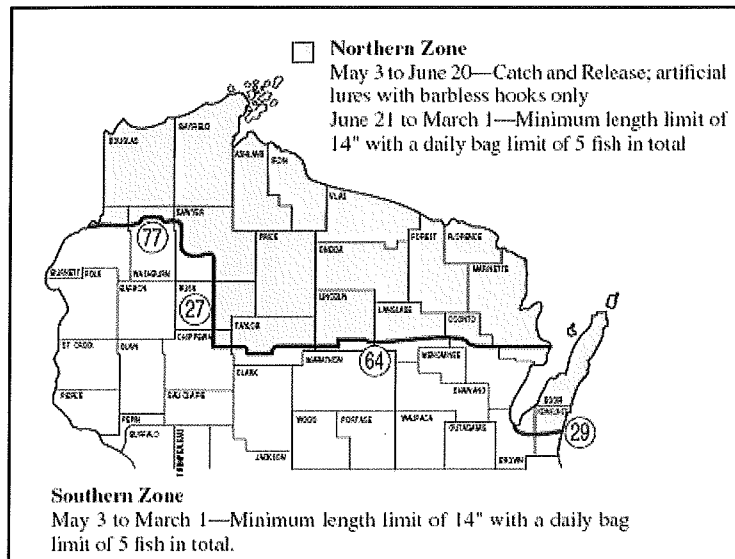 Northern Zone
May 3 to June 20—Catch and Release; artificial
lures with barbless hooks only
June 21 to March 1—Minimum length limit of
14" with a daily bag limit of 5 fish in total
DOUGLAS
BAYFIELD
ASHLAND
IRON
VILAS
SAWYER
77
PRICE
ONEIDA
FOREST
FLORENCE
MARINETTE
BURNETT
POLK
WASHBURN
BARRON
RUSK
27
LINCOLN
LANGLADE
OCONTO
TAYLOR
CHIPPEWA
ST. CROIX
DUNN
MARATHON
64
MENOMINEE
CLARK
SHAWANO
DOOR
KEWAUNEE
PIERCE
EAU CLAIRE
PEPIN
BUFFALO
TREMPEALEAU
JACKSON
WOOD
PORTAGE
WAUPACA
OUTAGAMIE
BROWN
29
Southern Zone
May 3 to March 1—Minimum length limit of 14" with a daily bag
limit of 5 fish in total.